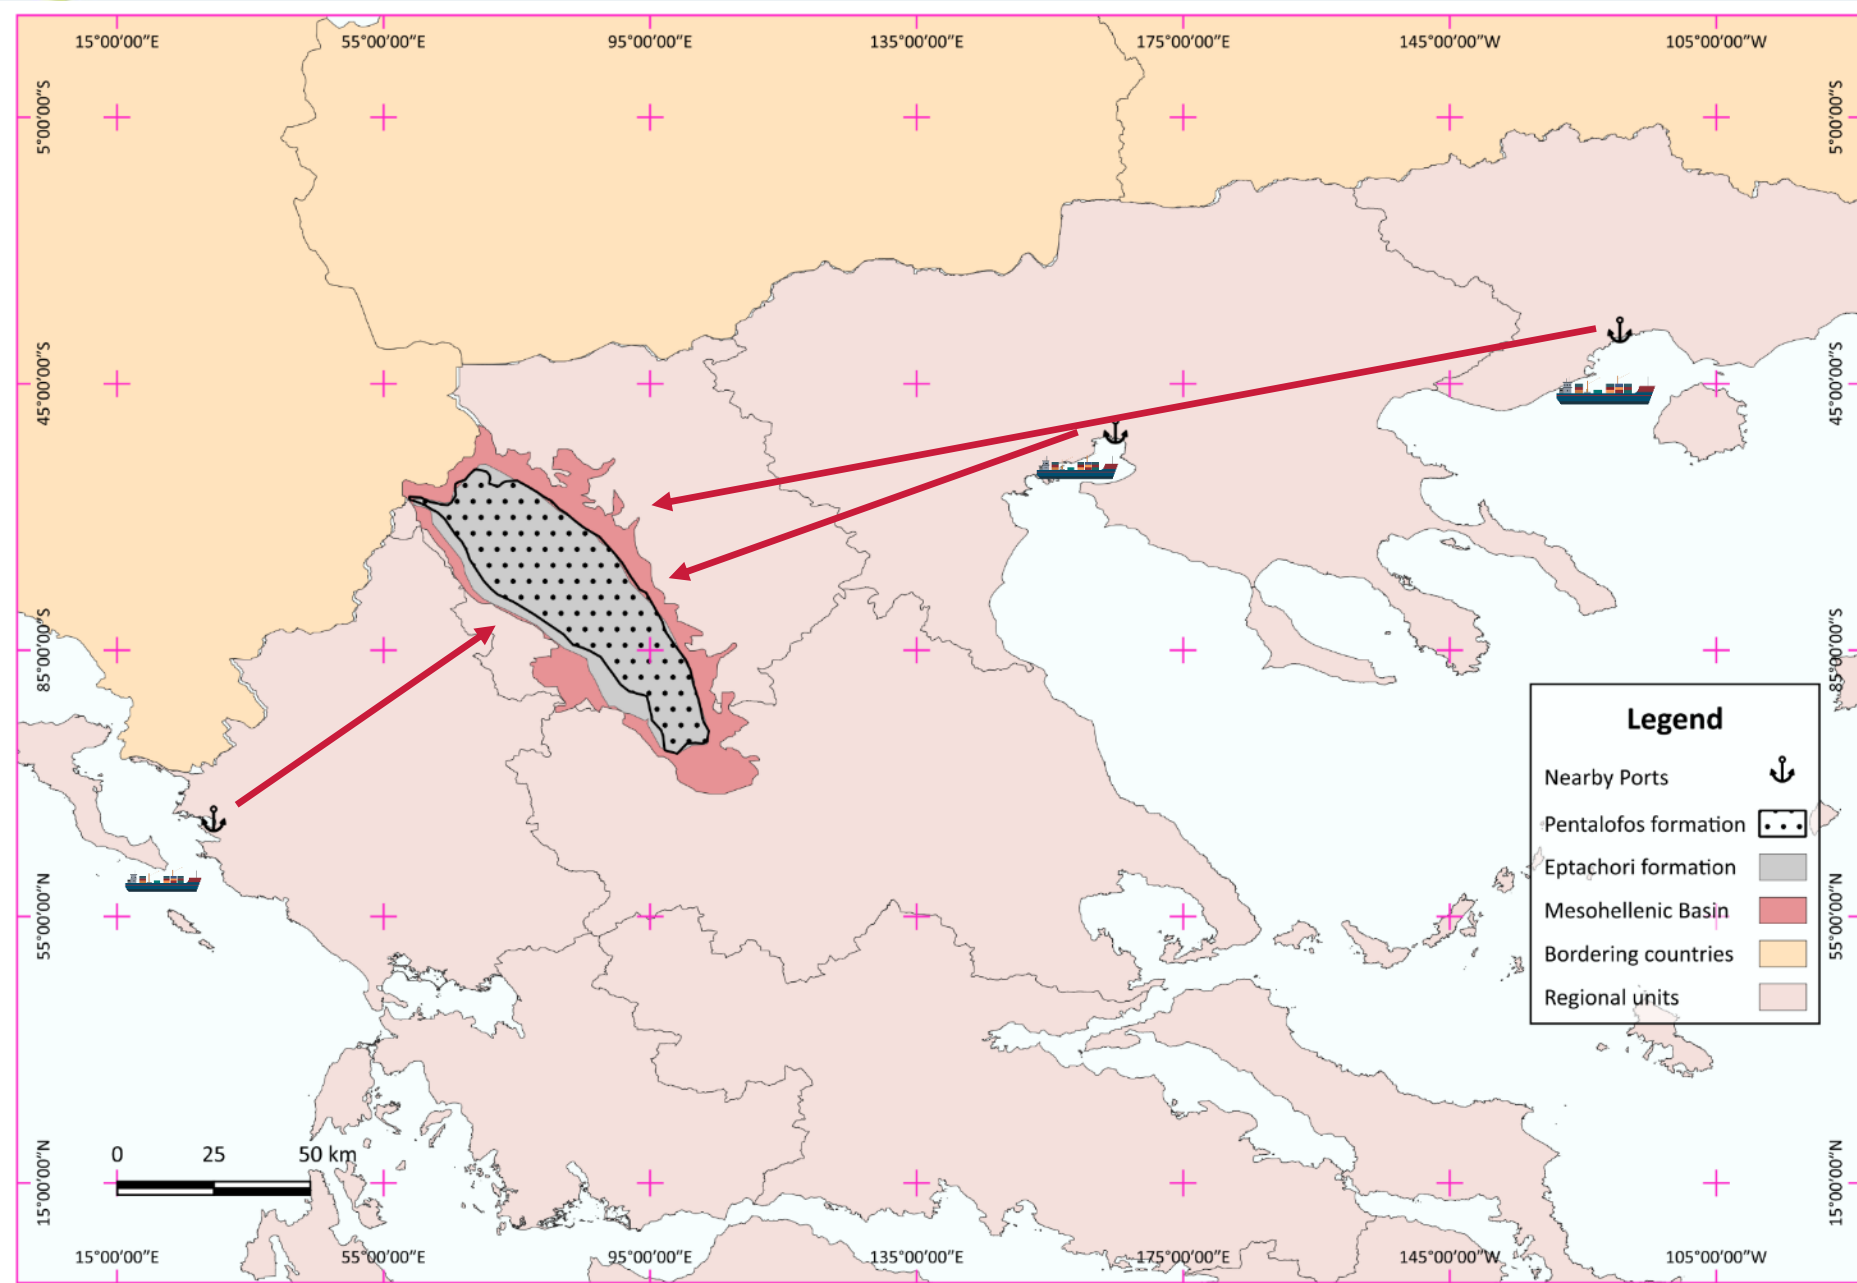 15°00'00"E 55°00'00"E 95°00'00"E 135°00'00"E 175°00'00"E 145°00'00"W 105°00'00"W
5°00'00"S 5°00'00"S
45°00'00"S 45°00'00"S
85°00'00"S 85°00'00"S
Legend
Nearby Ports
Pentalofos formation
Eptachori formation
Mesohellenic Basin
Bordering countries
Regional units
55°00'00"N 55°00'00"N
0 25 50 km
15°00'00"N 15°00'00"N
15°00'00"E 55°00'00"E 95°00'00"E 135°00'00"E 175°00'00"E 145°00'00"W 105°00'00"W